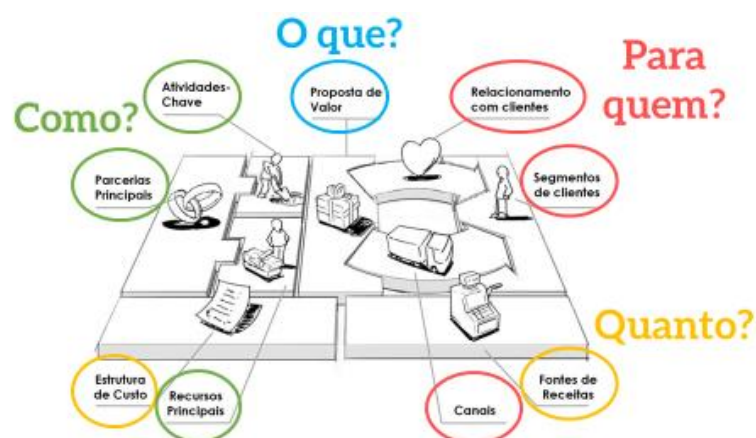 O que?
Para
quem?
Como?
Atividades-
Chave
Proposta de
Valor
Relacionamento
com clientes
Parcerias
Principais
Segmentos
de clientes
Quanto?
Estrutura
de Custo
Recursos
Principais
Canais
Fontes de
Receitas